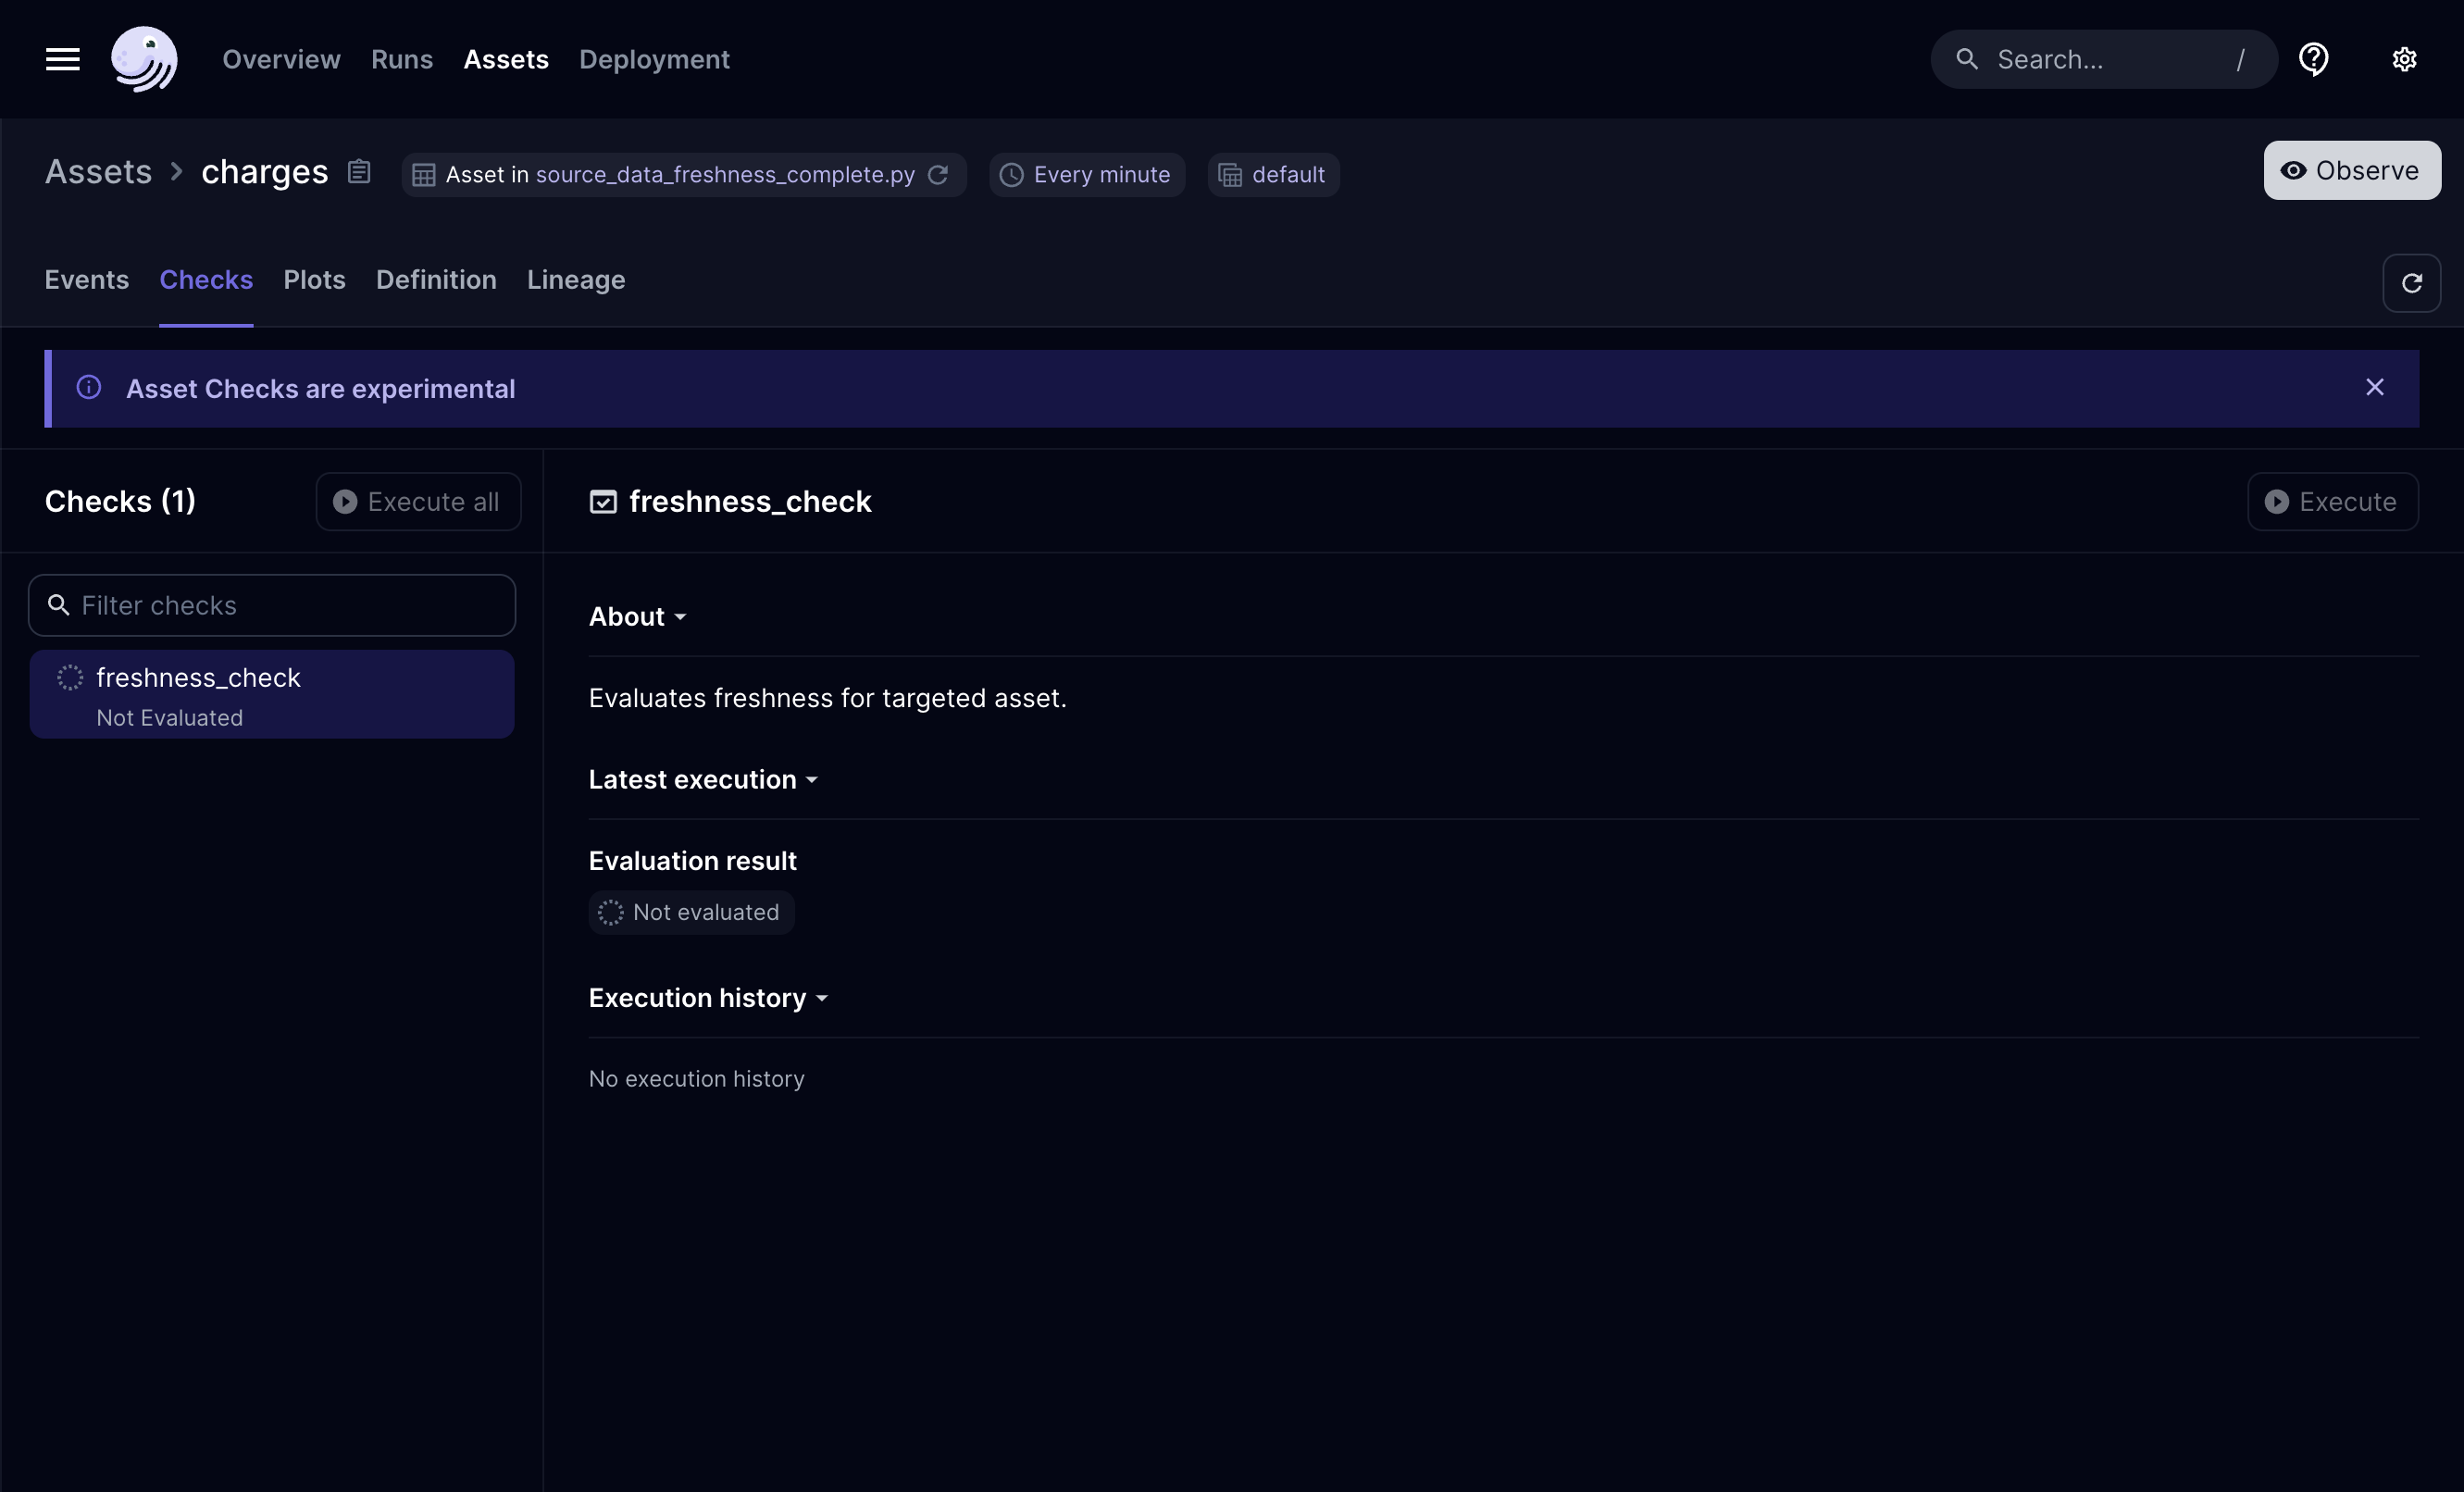 Overview Runs Assets Deployment Search... /
Assets > charges Asset in source_data_freshness_complete.py Every minute default Observe
Events Checks Plots Definition Lineage
Asset Checks are experimental
Checks (1) Execute all
Filter checks
freshness_check
Not Evaluated
freshness_check Execute
About
Evaluates freshness for targeted asset.
Latest execution
Evaluation result
Not evaluated
Execution history
No execution history